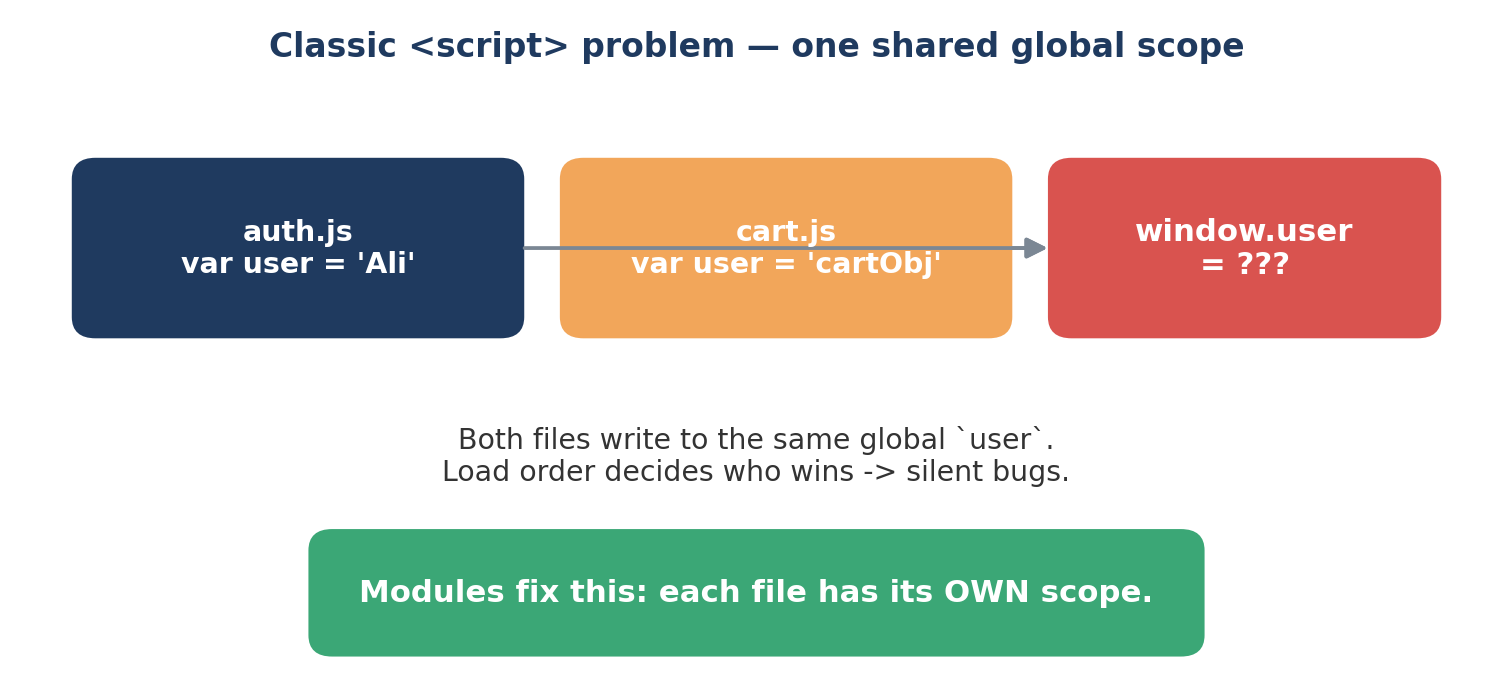 Classic <script> problem — one shared global scope
auth.js
var user = 'Ali'
cart.js
var user = 'cartObj'
window.user
= ???
Both files write to the same global `user`.
Load order decides who wins -> silent bugs.
Modules fix this: each file has its OWN scope.